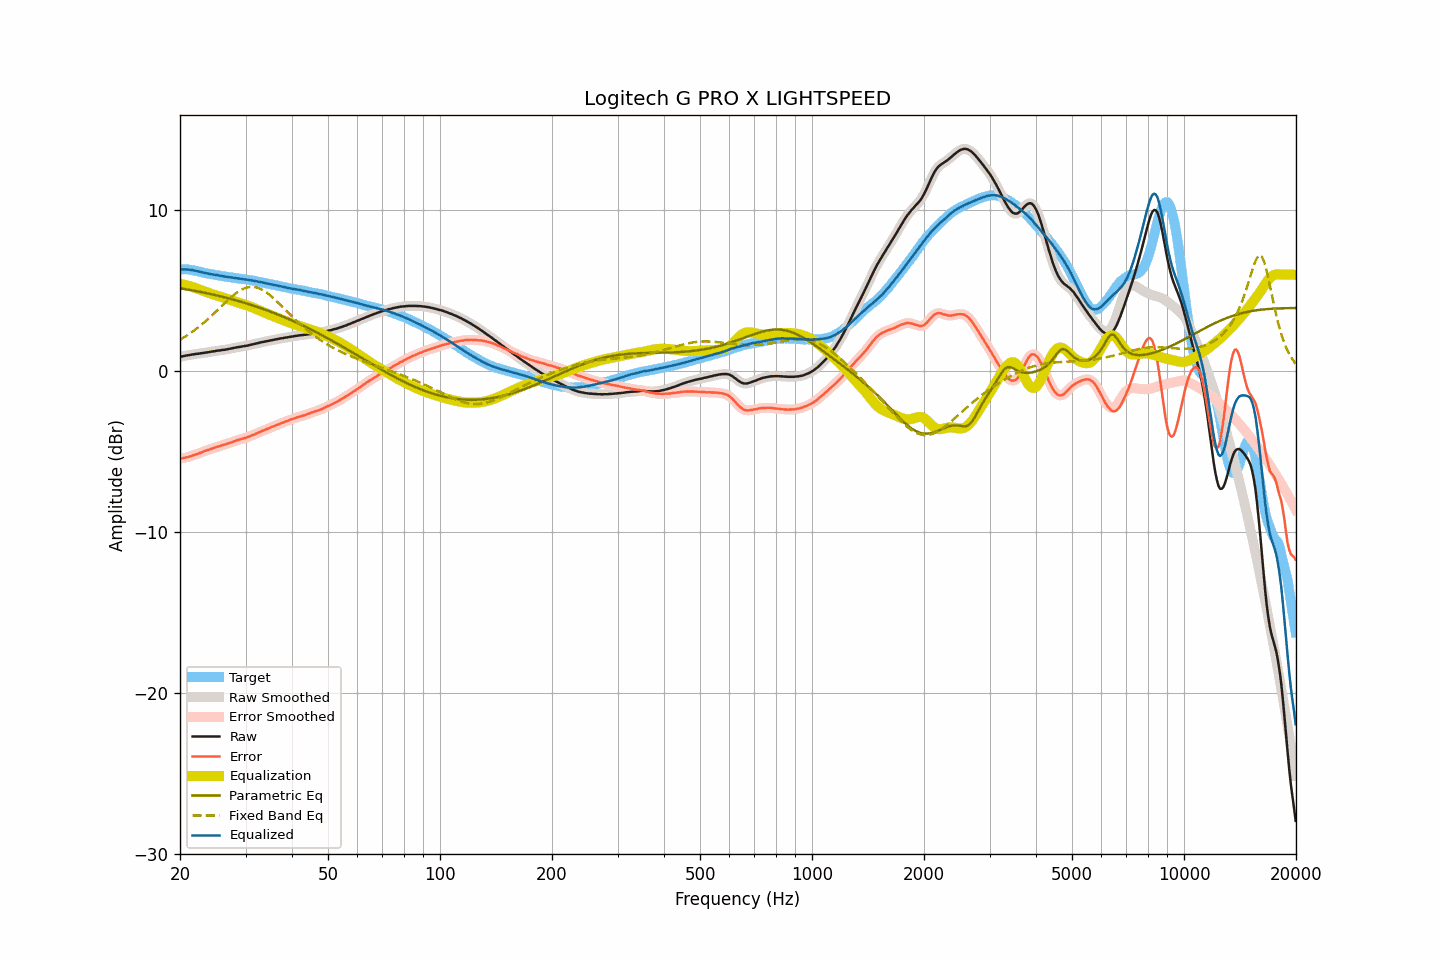 Logitech G PRO X LIGHTSPEED
Amplitude (dBr)
10
0
−10
−20
−30
Target
Raw Smoothed
Error Smoothed
Raw
Error
Equalization
Parametric Eq
Fixed Band Eq
Equalized
20 50 100 200 500 1000 2000 5000 10000 20000
Frequency (Hz)